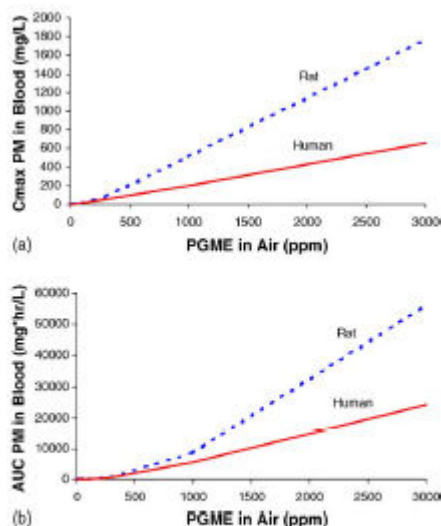 2000
1800
1600
1400
1200
1000
800
600
400
200
0
Cmax PM in Blood (mg/L)
Rat
Human
0 500 1000 1500 2000 2500 30000
(a) PGME in Air (ppm)
60000
50000
40000
30000
20000
10000
0
AUC PM in Blood (mg*hr/L)
Rat
Human
0 500 1000 1500 2000 2500 30000
(b) PGME in Air (ppm)